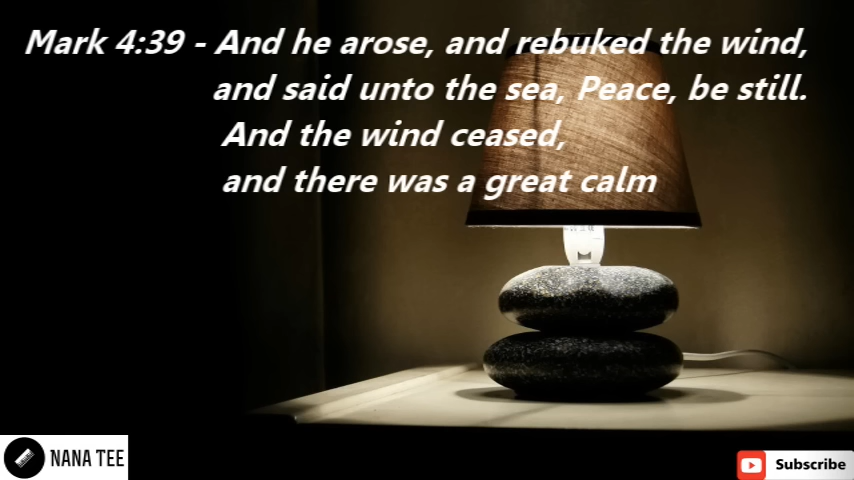 Mark 4:39 - And he arose, and rebuked the wind,
and said unto the sea, Peace, be still.
And the wind ceased,
and there was a great calm
NANA TEE
Subscribe